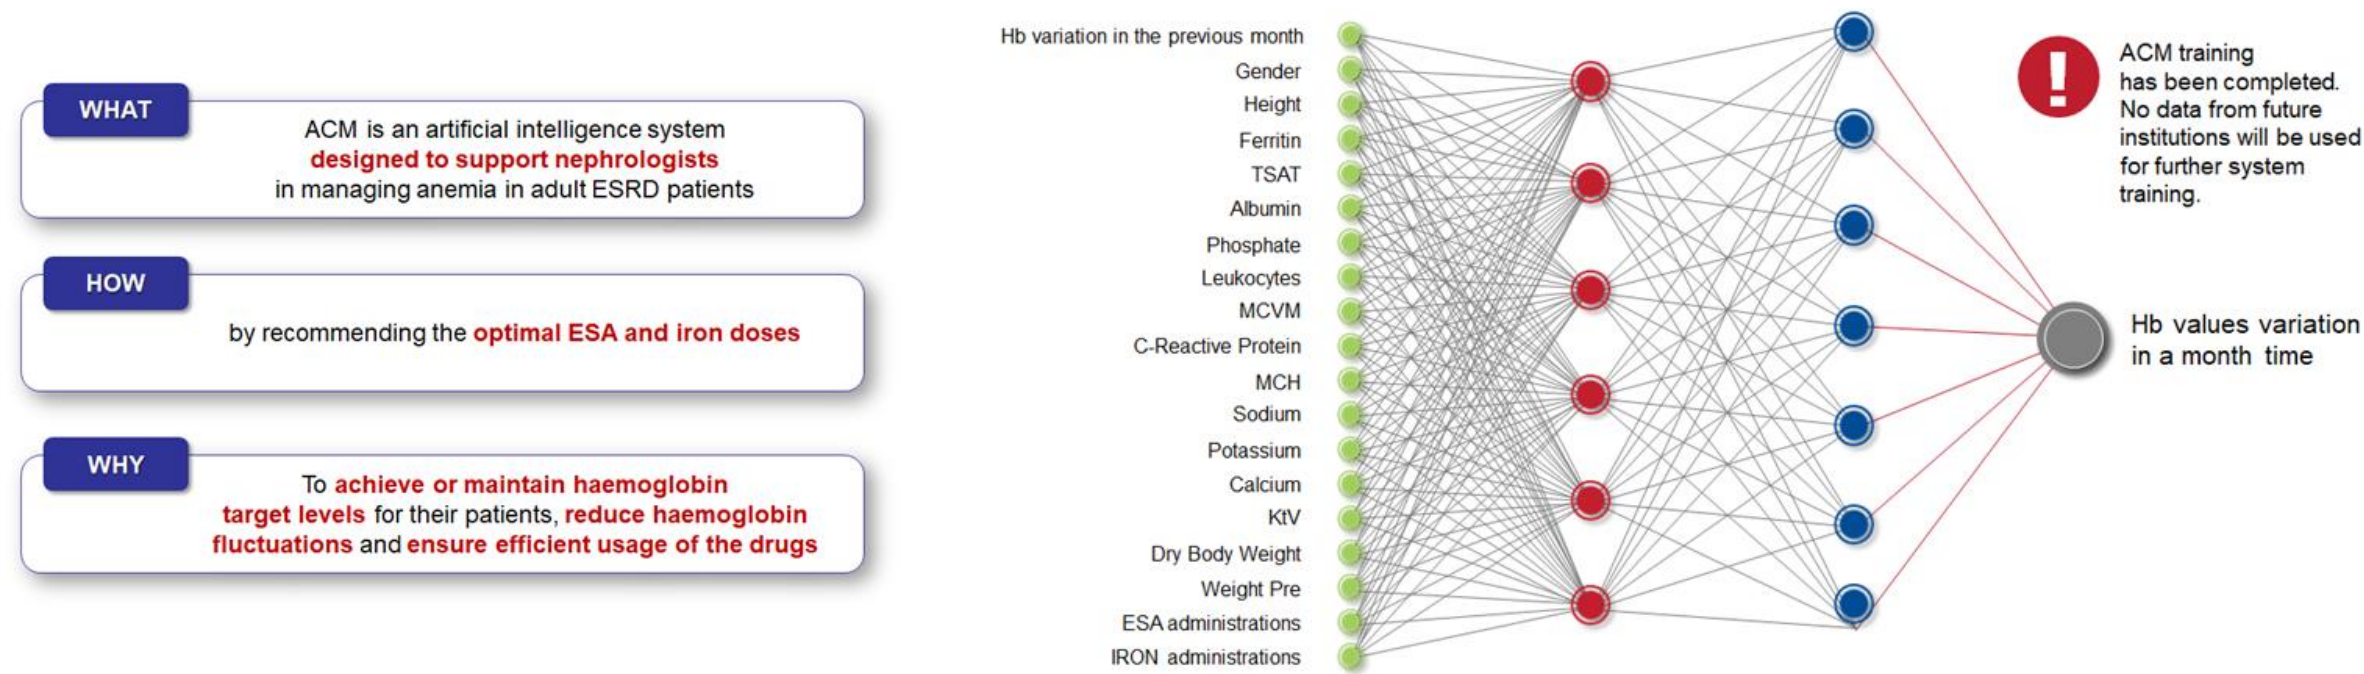 WHAT
ACM is an artificial intelligence system
designed to support nephrologists
in managing anemia in adult ESRD patients
HOW
by recommending the optimal ESA and iron doses
WHY
To achieve or maintain haemoglobin
target levels for their patients, reduce haemoglobin
fluctuations and ensure efficient usage of the drugs
Hb variation in the previous month
Gender
Height
Ferritin
TSAT
Albumin
Phosphate
Leukocytes
MCVM
C-Reactive Protein
MCH
Sodium
Potassium
Calcium
KtV
Dry Body Weight
Weight Pre
ESA administrations
IRON administrations
!
ACM training
has been completed.
No data from future
institutions will be used
for further system
training.
Hb values variation
in a month time